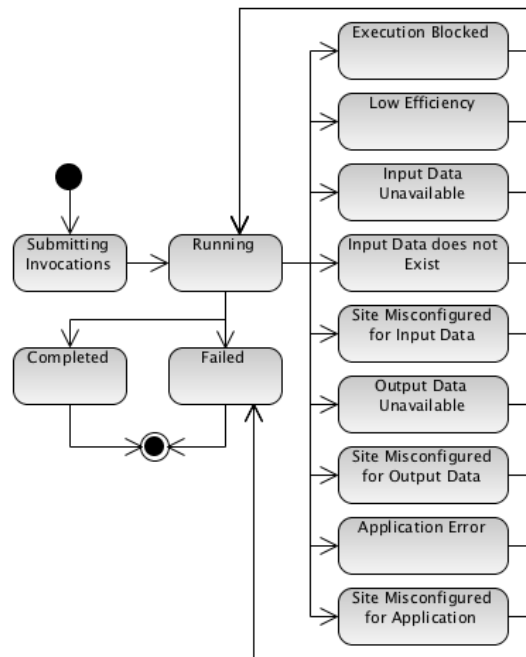 Execution Blocked
Low Efficiency
Input Data
Unavailable
Submitting
Invocations
Running
Input Data does not
Exist
Site Misconfigured
for Input Data
Completed
Failed
Output Data
Unavailable
Site Misconfigured
for Output Data
Application Error
Site Misconfigured
for Application